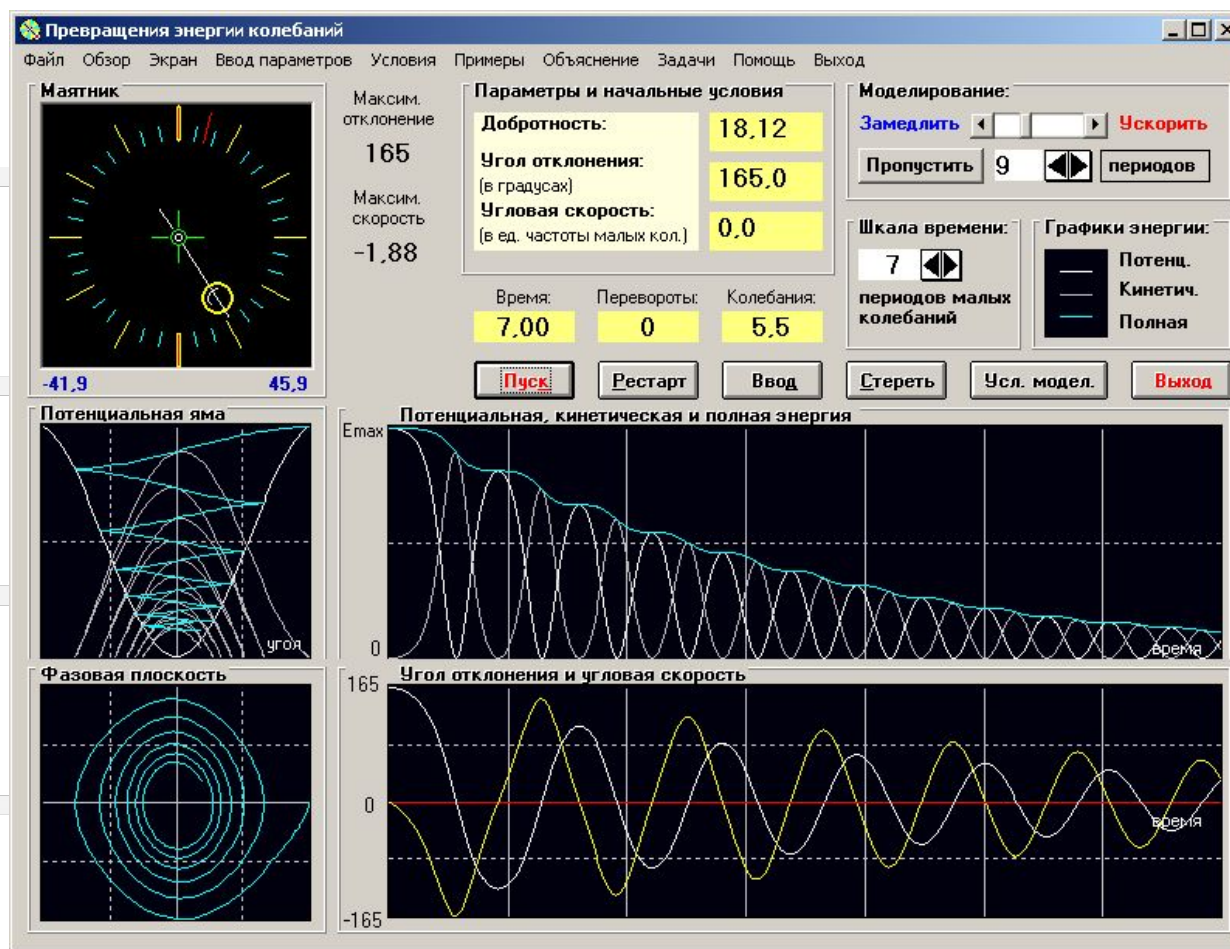 Превращения энергии колебаний
Файл Обзор Экран Ввод параметров Условия Примеры Объяснение Задачи Помощь Выход
Маятник
-41,9 45,9
Максим.
отклонение
165
Максим.
скорость
-1,88
Параметры и начальные условия
Добротность: 18,12
Угол отклонения:
(в градусах) 165,0
Угловая скорость:
(в ед. частоты малых кол.) 0,0
Время: Перевороты: Колебания:
7,00 0 5,5
Моделирование:
Замедлить Ускорить
Пропустить 9 периодов
Шкала времени:
7
периодов малых
колебаний
Графики энергии:
Потенц.
Кинетич.
Полная
Пуск Рестарт Ввод Стереть Усл. модел. Выход
Потенциальная яма
угол
Потенциальная, кинетическая и полная энергия
Emax
0
время
Фазовая плоскость
Угол отклонения и угловая скорость
165
0
время
-165